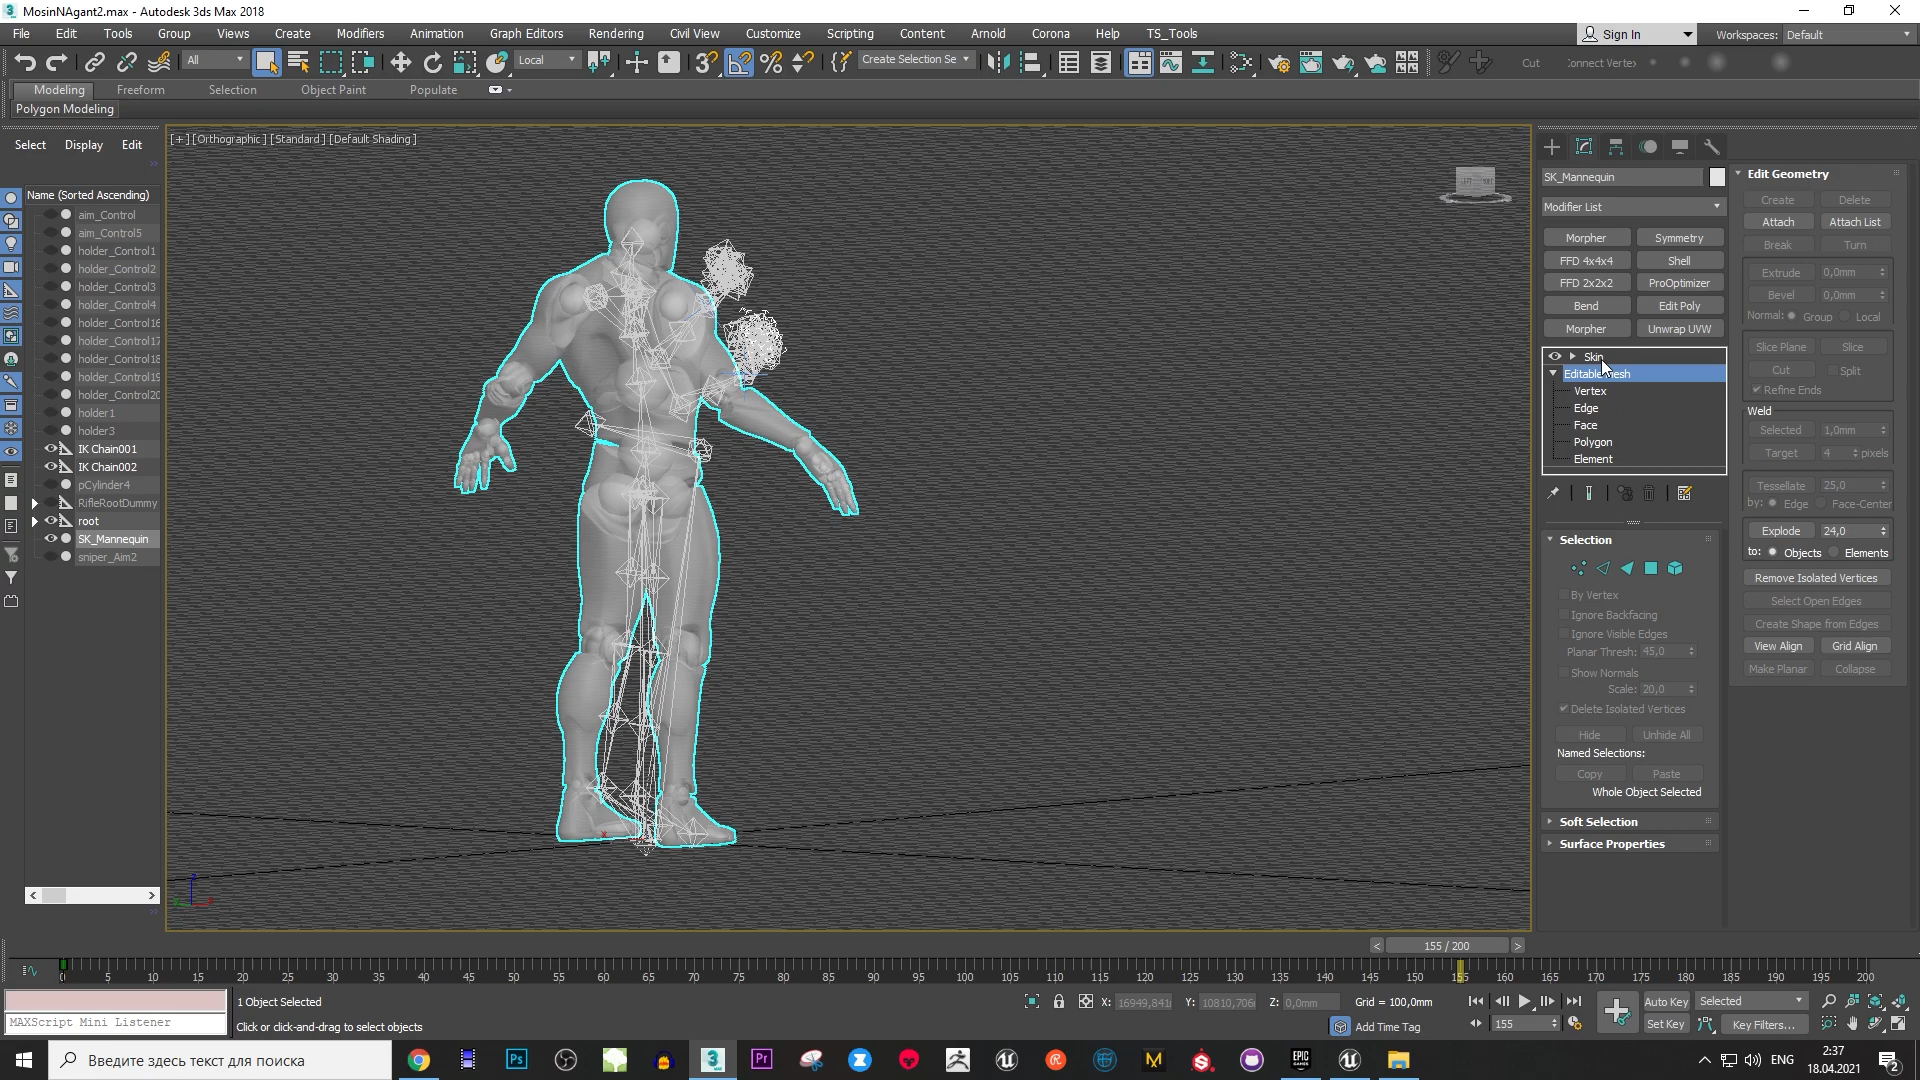 MosinNAgant2.max - Autodesk 3ds Max 2018
File Edit Tools Group Views Create Modifiers Animation Graph Editors Rendering Civil View Customize Scripting Content Arnold Corona Help TS_Tools
Sign In Workspaces: Default
All Local Create Selection Se Cut onnect Vertex
Modeling Freeform Selection Object Paint Populate
Polygon Modeling
Select Display Edit
Name (Sorted Ascending)
aim_Control
aim_Control5
holder_Control1
holder_Control2
holder_Control3
holder_Control4
holder_Control16
holder_Control17
holder_Control18
holder_Control19
holder_Control20
holder1
holder3
IK Chain001
IK Chain002
pCylinder4
RifleRootDummy
root
SK_Mannequin
sniper_Aim2
[+] [Orthographic] [Standard] [Default Shading]
SK_Mannequin
Modifier List
Morpher Symmetry
FFD 4x4x4 Shell
FFD 2x2x2 ProOptimizer
Bend Edit Poly
Morpher Unwrap UVW
Skin
Editable Mesh
Vertex
Edge
Face
Polygon
Element
Selection
By Vertex
Ignore Backfacing
Ignore Visible Edges
Planar Thresh: 45,0
Show Normals
Scale: 20,0
Delete Isolated Vertices
Hide Unhide All
Named Selections:
Copy Paste
Whole Object Selected
Soft Selection
Surface Properties
Edit Geometry
Create Delete
Attach Attach List
Break Turn
Extrude 0,0mm
Bevel 0,0mm
Normal: Group Local
Slice Plane Slice
Cut Split
Refine Ends
Weld
Selected 1,0mm
Target 4 pixels
Tessellate 25,0
by: Edge Face-Center
Explode 24,0
to: Objects Elements
Remove Isolated Vertices
Select Open Edges
Create Shape from Edges
View Align Grid Align
Make Planar Collapse
< 155 / 200 >
0 5 10 15 20 25 30 35 40 45 50 55 60 65 70 75 80 85 90 95 100 105 110 115 120 125 130 135 140 145 150 155 160 165 170 175 180 185 190 195 200
1 Object Selected
X: 16949,841 Y: 10810,706 Z: 0,0mm Grid = 100,0mm
Auto Key Selected
MAXScript Mini Listener
Click or click-and-drag to select objects
Add Time Tag
155
Set Key Key Filters...
Введите здесь текст для поиска
ENG
2:37
18.04.2021
2